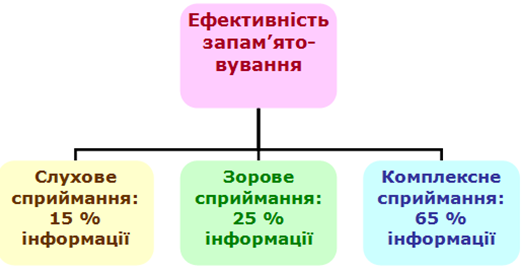 Ефективність
запам’ято-
вування
Слухове
сприймання:
15 %
інформації
Зорове
сприймання:
25 %
інформації
Комплексне
сприймання:
65 %
інформації